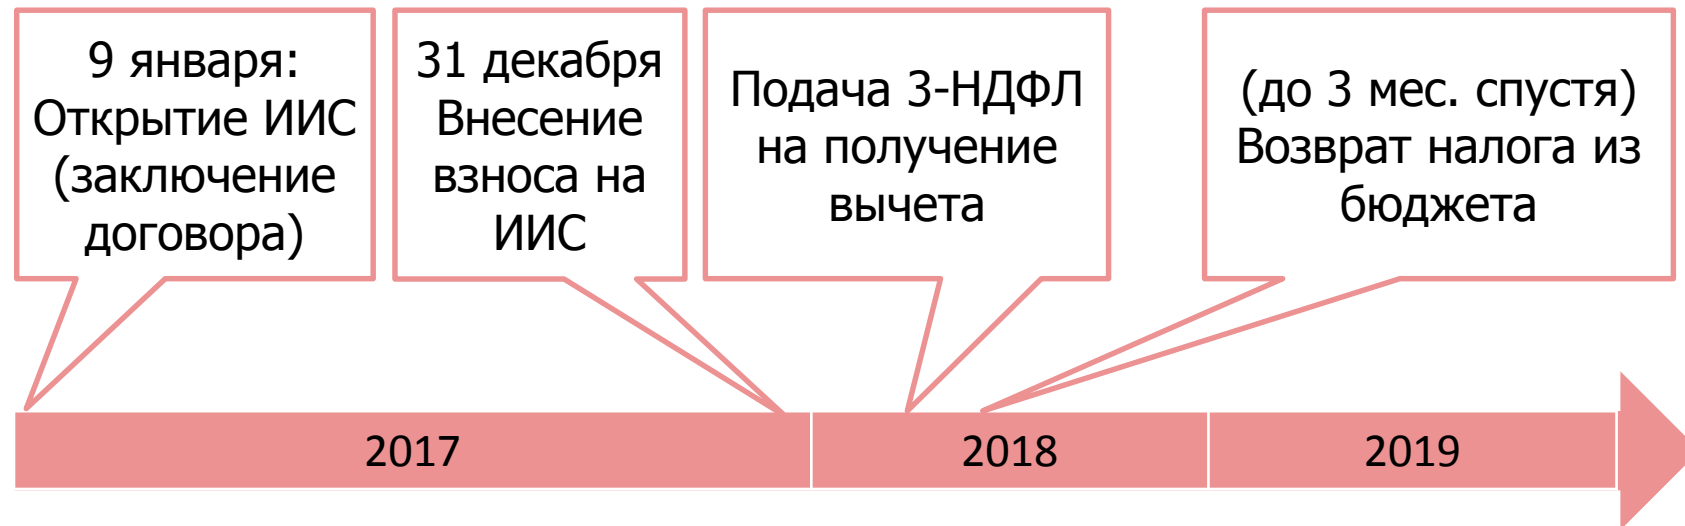 9 января:
Открытие ИИС
(заключение
договора)
31 декабря
Внесение
взноса на
ИИС
Подача 3-НДФЛ
на получение
вычета
(до 3 мес. спустя)
Возврат налога из
бюджета
2017
2018
2019